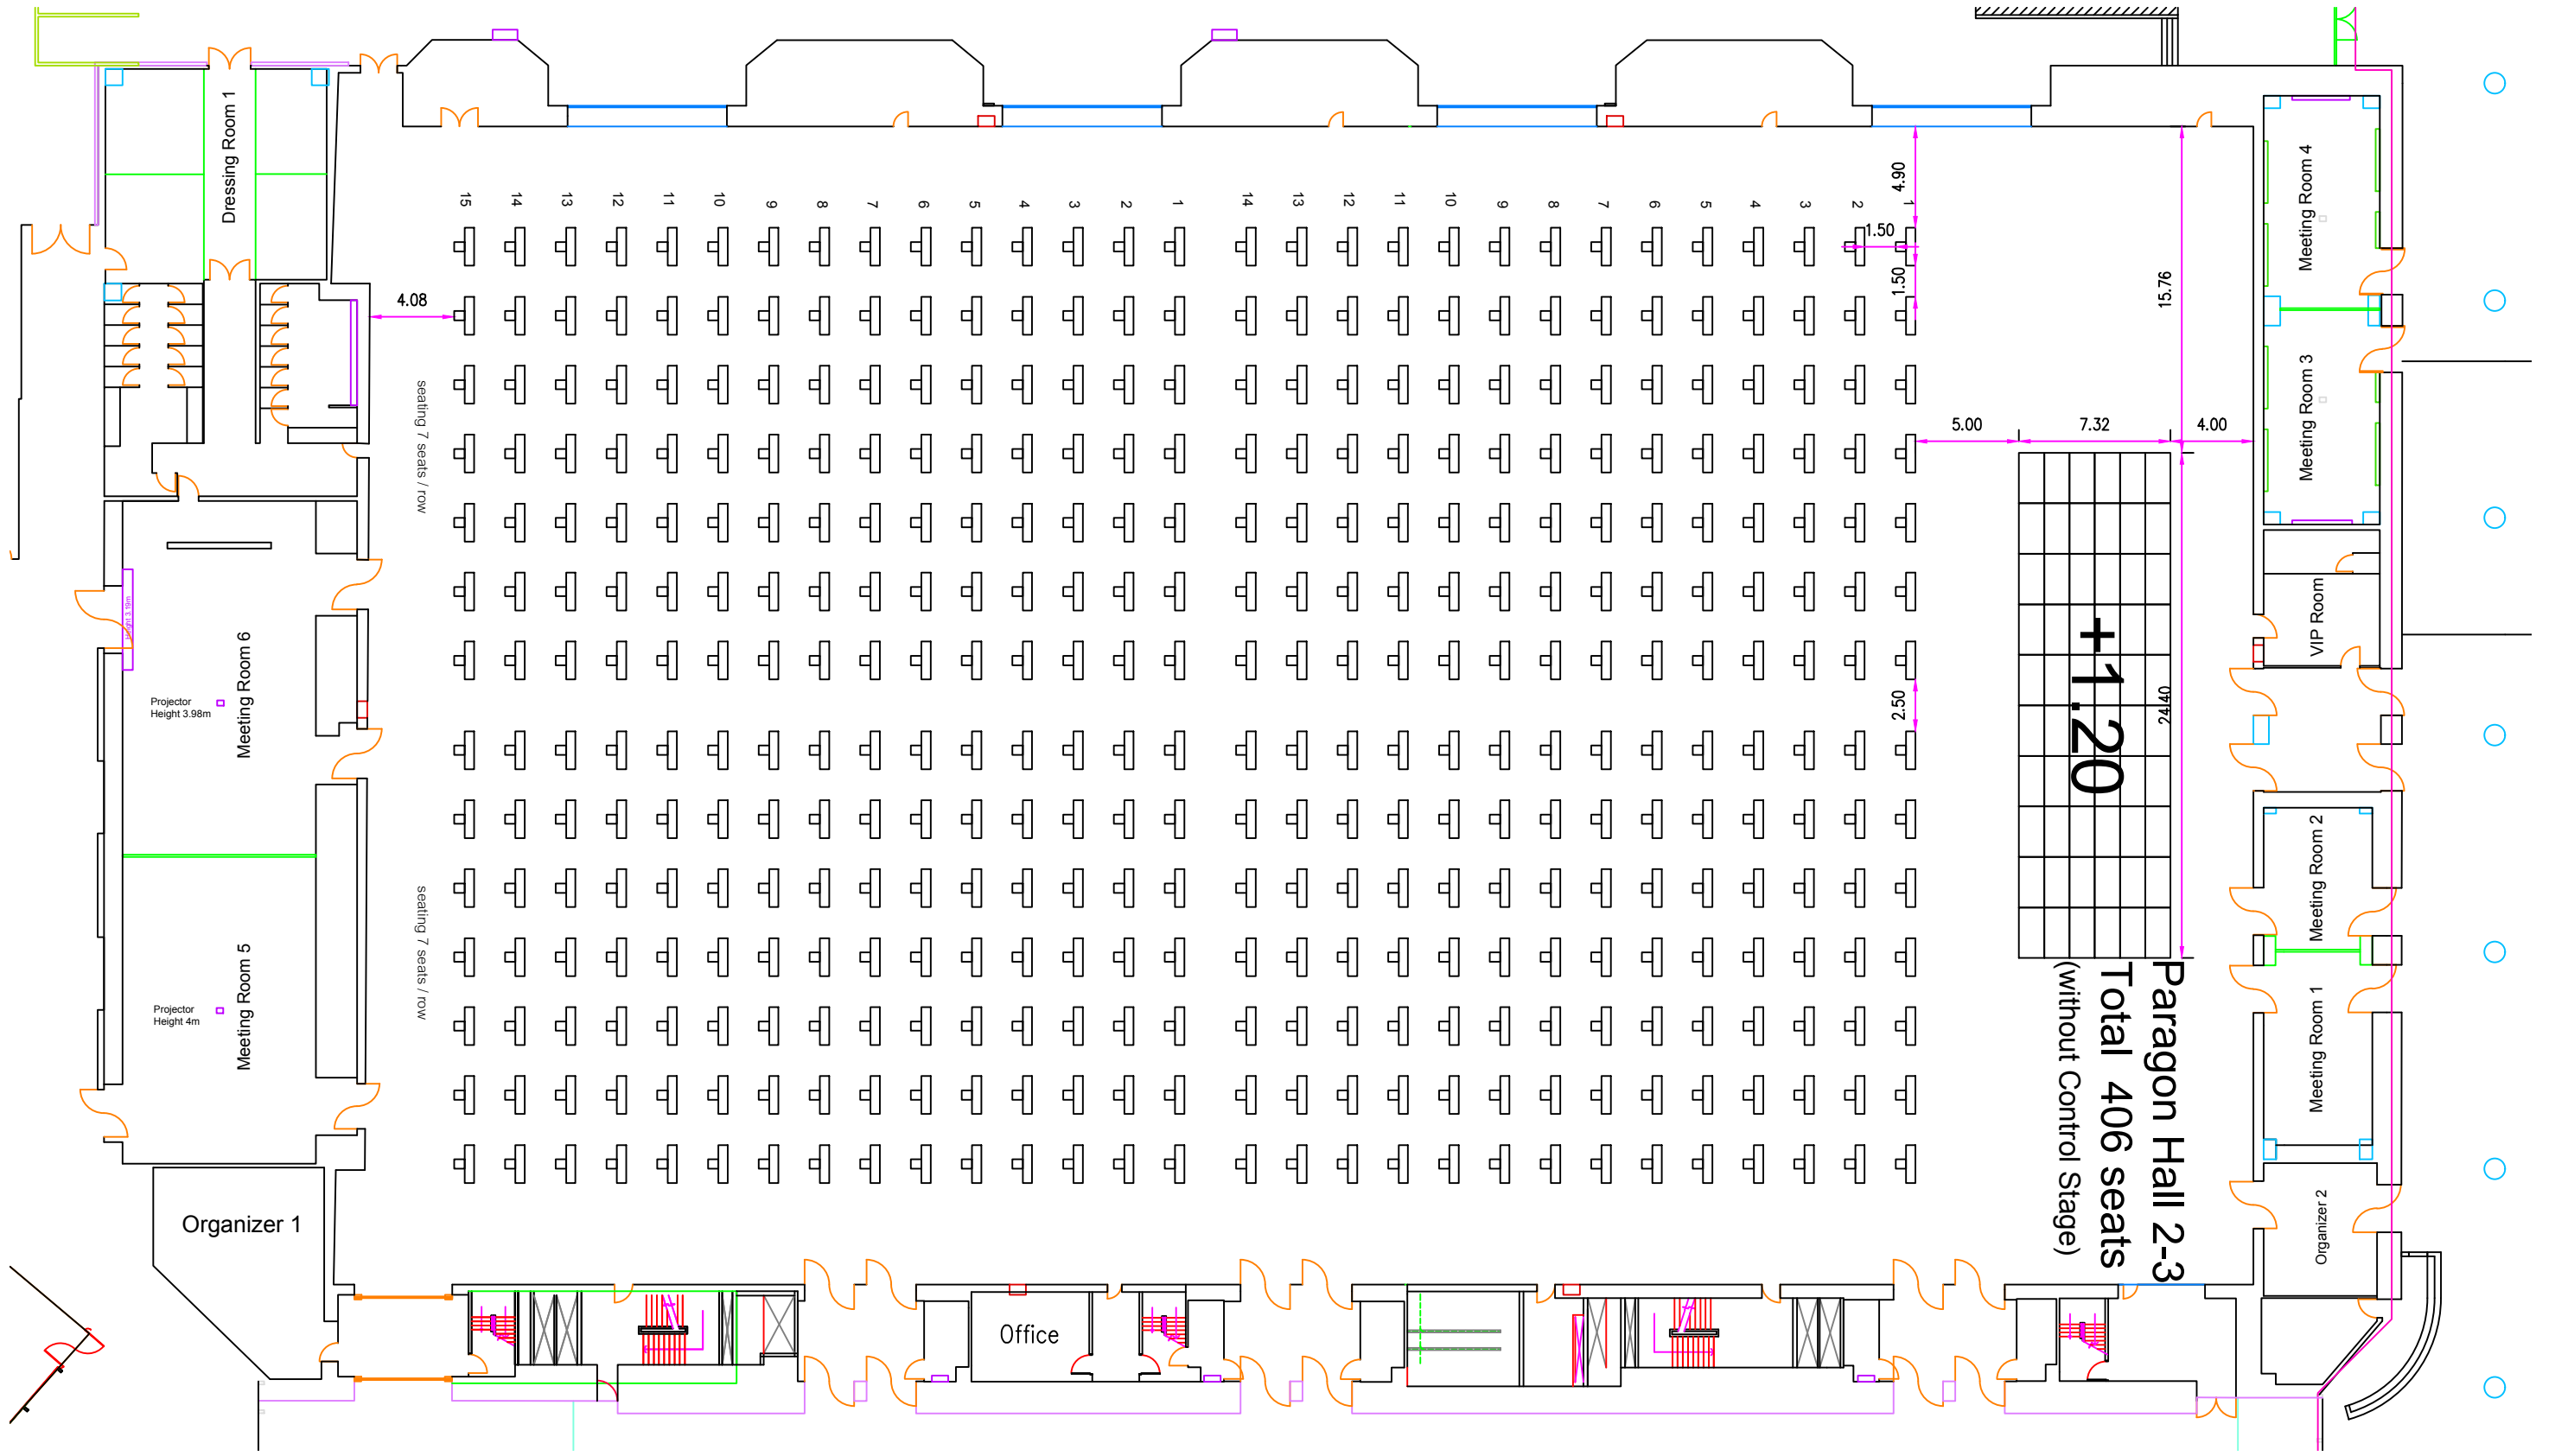 Dressing Room 1
15 14 13 12 11 10 9 8 7 6 5 4 3 2 1 14 13 12 11 10 9 8 7 6 5 4 3 2 1
4.90
1.50
1.50
4.08
15.76
5.00
7.32
4.00
seating 7 seats / row
Meeting Room 4
Meeting Room 3
VIP Room
+1.20
24.40
2.50
Height 3.19m
Projector
Height 3.98m
Meeting Room 6
seating 7 seats / row
Projector
Height 4m
Meeting Room 5
Meeting Room 2
Meeting Room 1
Paragon Hall 2-3
Total 406 seats
(without Control Stage)
Organizer 1
Organizer 2
Office